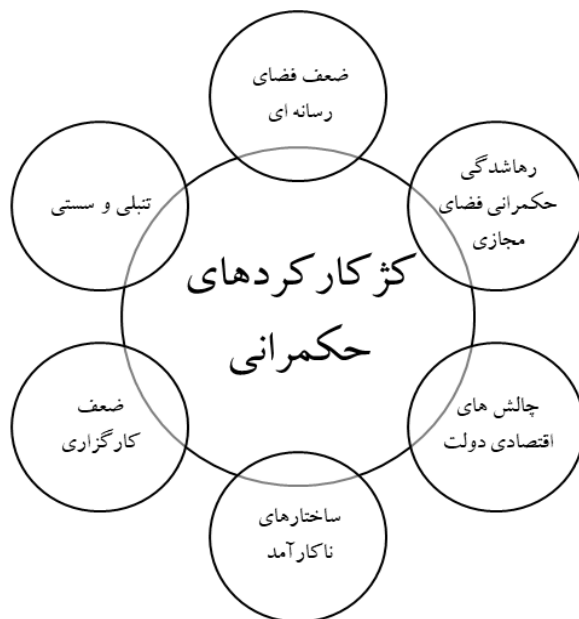 ضعف فضای
رسانه ای
رهاشدگی
حکمرانی فضای
مجازی
تنبلی و سستی
کژکارکردهای
حکمرانی
چالش های
اقتصادی دولت
ضعف
کارگزاری
ساختارهای
ناکارآمد